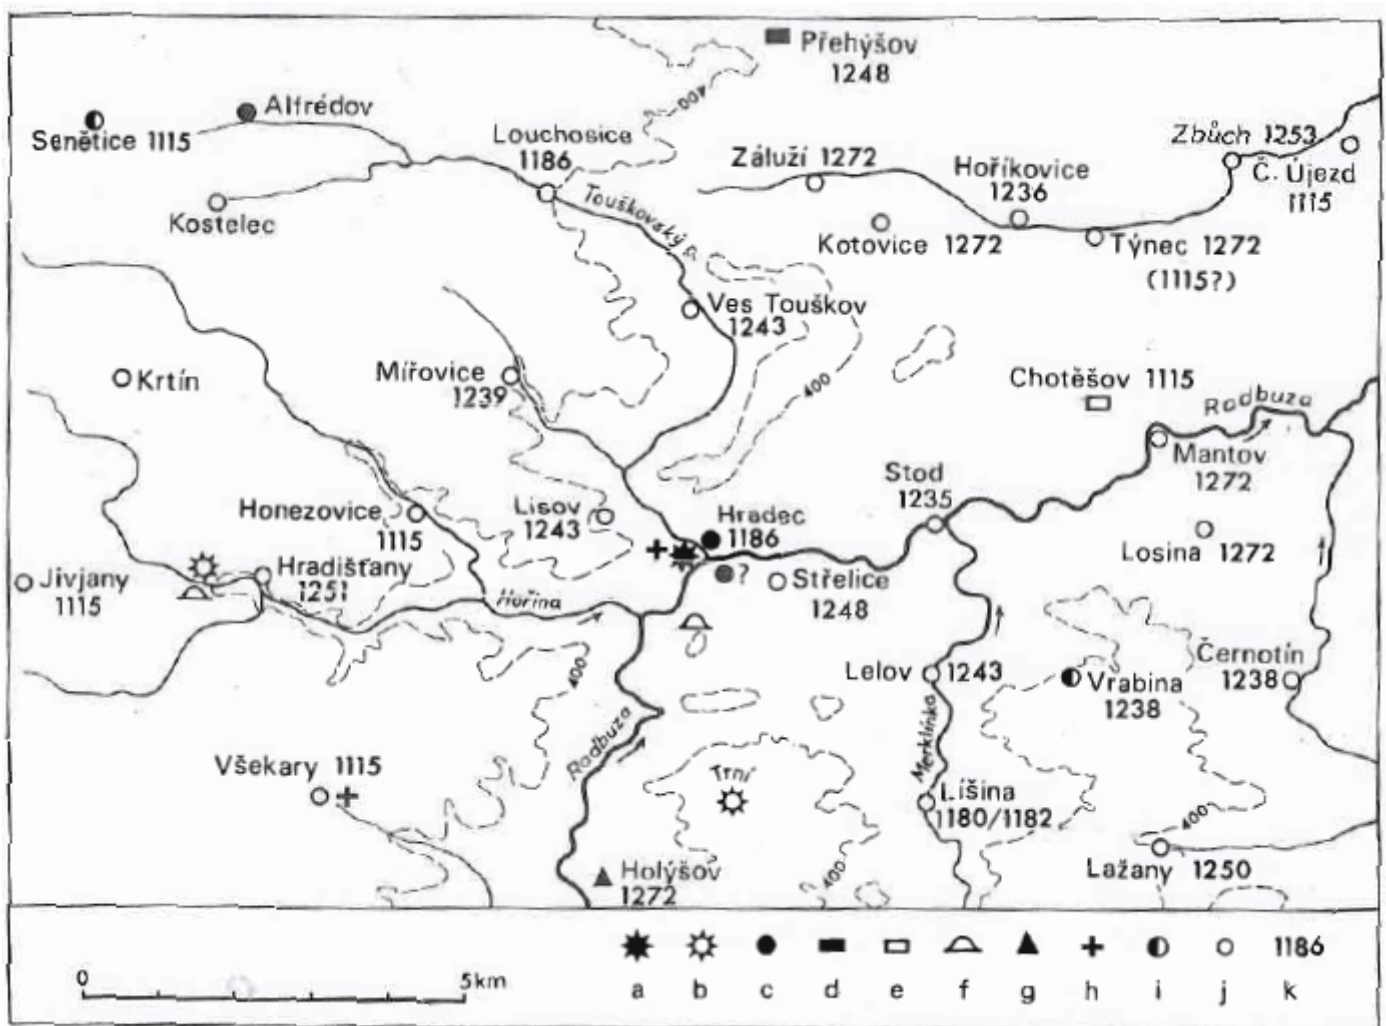 Přehýšov
1248
400
Alfrédov
Senětice 1115
Louchosice
1186
Zbůch 1253
Č. Újezd
1115
Záluží 1272
Hoříkovice
1236
Kostelec
Touškovský p.
Kotovice 1272
Týnec 1272
(1115?)
Ves Touškov
1243
400
Mířovice
1239
Krtín
Chotěšov 1115
Radbuza
Mantov
1272
Stod
1235
Honezovice
1115
Lisov
1243
Hradec
1186
?
Losina 1272
Jivjany
1115
Hradišťany
1251
Hořina
Střelice
1248
400
Lelov 1243
Vrabina
1238
Černotín
1238
Radbuza
Merklínka
Všekary 1115
Trní
Líšina
1180/1182
400
Holýšov
1272
400
Lažany 1250
0 5km
1186
a b c d e f g h i j k